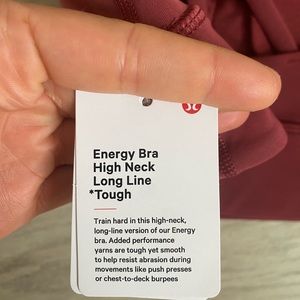 Energy Bra
High Neck
Long Line
*Tough
Train hard in this high-neck,
long-line version of our Energy
bra. Added performance
yarns are tough yet smooth
to help resist abrasion during
movements like push presses
or chest-to-deck burpees